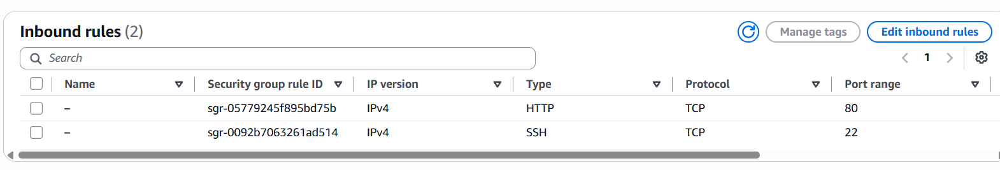 Inbound rules (2)
Manage tags
Edit inbound rules
Search
1
Name Security group rule ID IP version Type Protocol Port range
– sgr-05779245f895bd75b IPv4 HTTP TCP 80
– sgr-0092b7063261ad514 IPv4 SSH TCP 22